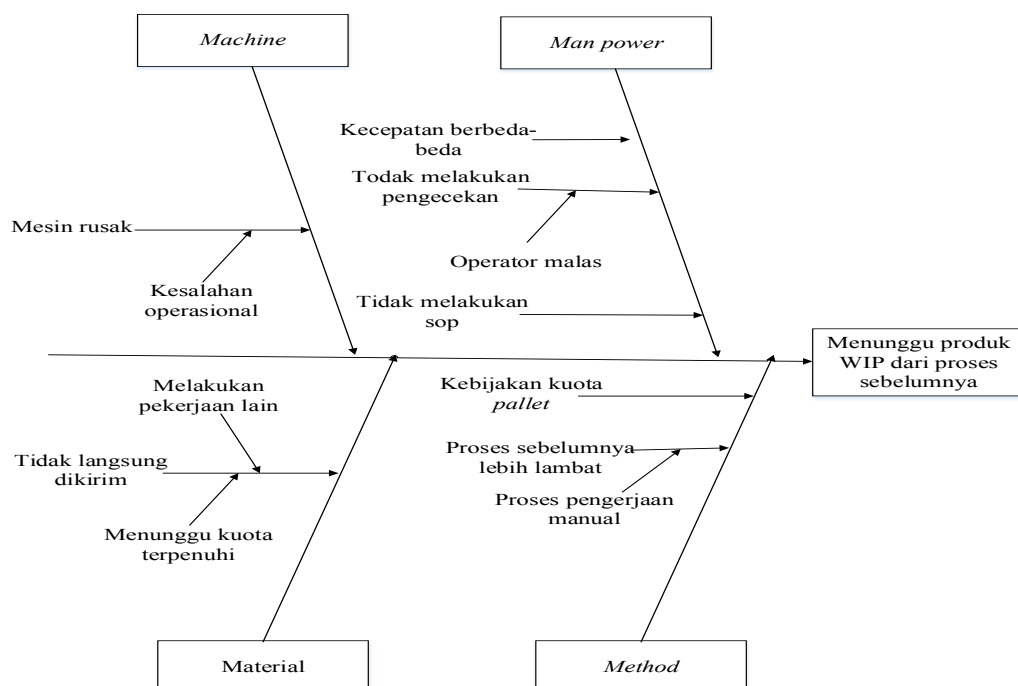 Machine
Man power
Kecepatan berbeda-
beda
Todak melakukan
pengecekan
Mesin rusak
Operator malas
Kesalahan
operasional
Tidak melakukan
sop
Menunggu produk
WIP dari proses
sebelumnya
Melakukan
pekerjaan lain
Kebijakan kuota
pallet
Tidak langsung
dikirim
Proses sebelumnya
lebih lambat
Menunggu kuota
terpenuhi
Proses pengerjaan
manual
Material
Method